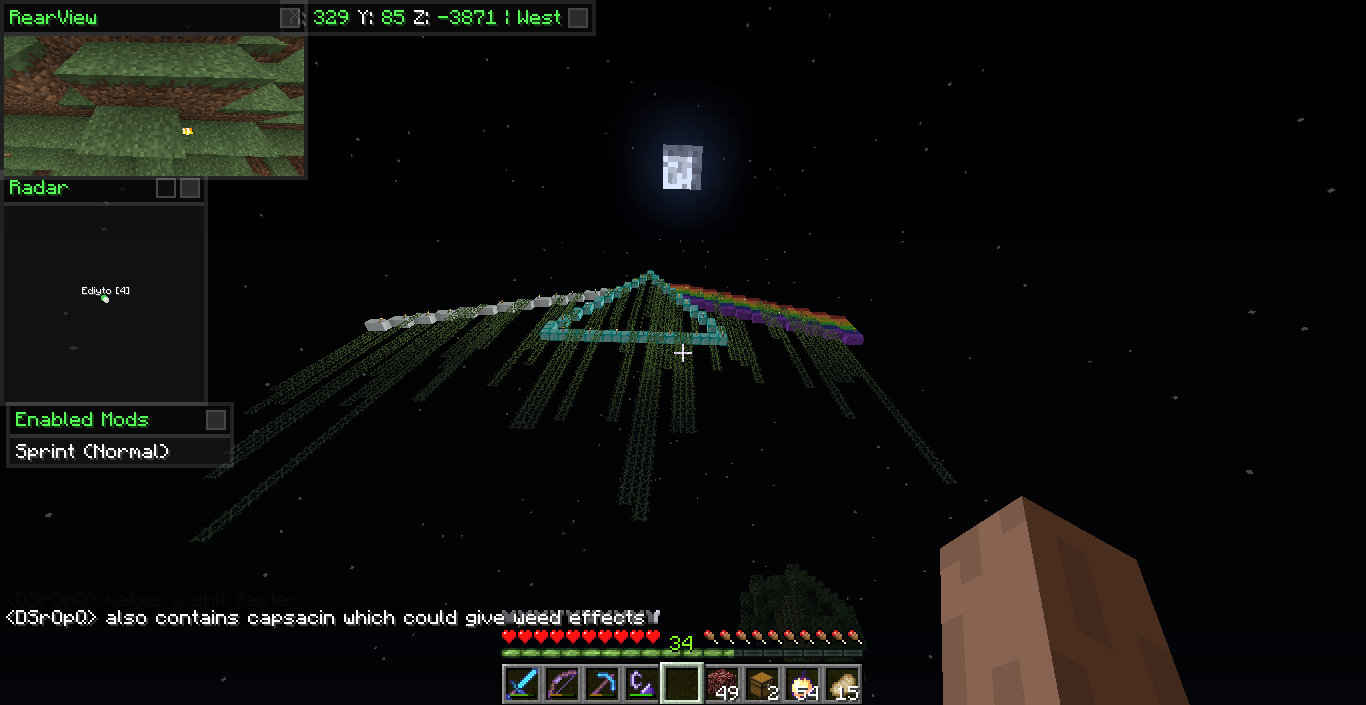 RearView
X: 329 Y: 85 Z: -3871 | West
Radar
Ediyto [4]
Enabled Mods
Sprint (Normal)
<D5rOpO> also contains capsacin which could give weed effects
34
49 2 64 15